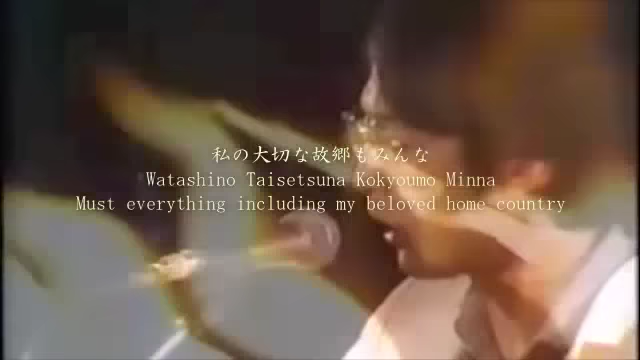 私の大切な故郷もみんな
Watashino Taisetsuna Kokyoumo Minna
Must everything including my beloved home country